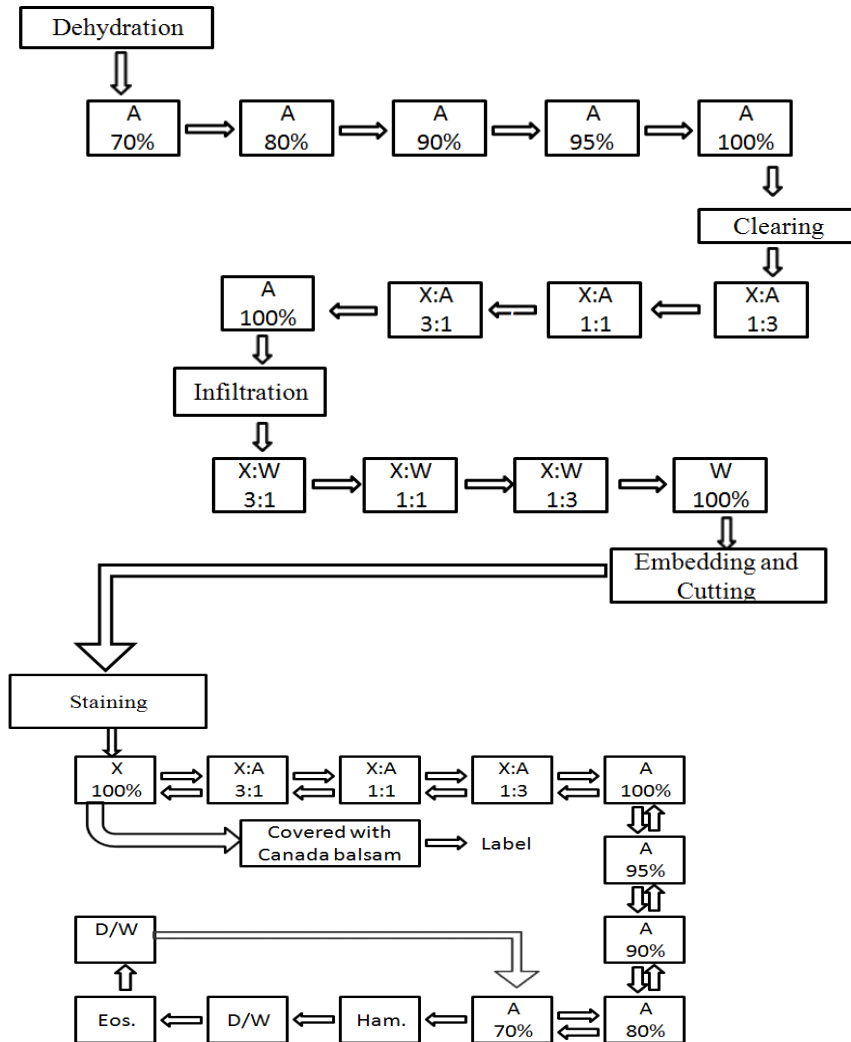 Dehydration
A
70%
A
80%
A
90%
A
95%
A
100%
Clearing
X:A
1:3
X:A
1:1
X:A
3:1
A
100%
Infiltration
X:W
3:1
X:W
1:1
X:W
1:3
W
100%
Embedding and
Cutting
Staining
X
100%
X:A
3:1
X:A
1:1
X:A
1:3
A
100%
A
95%
A
90%
A
80%
A
70%
Ham.
D/W
Eos.
D/W
Covered with
Canada balsam
Label